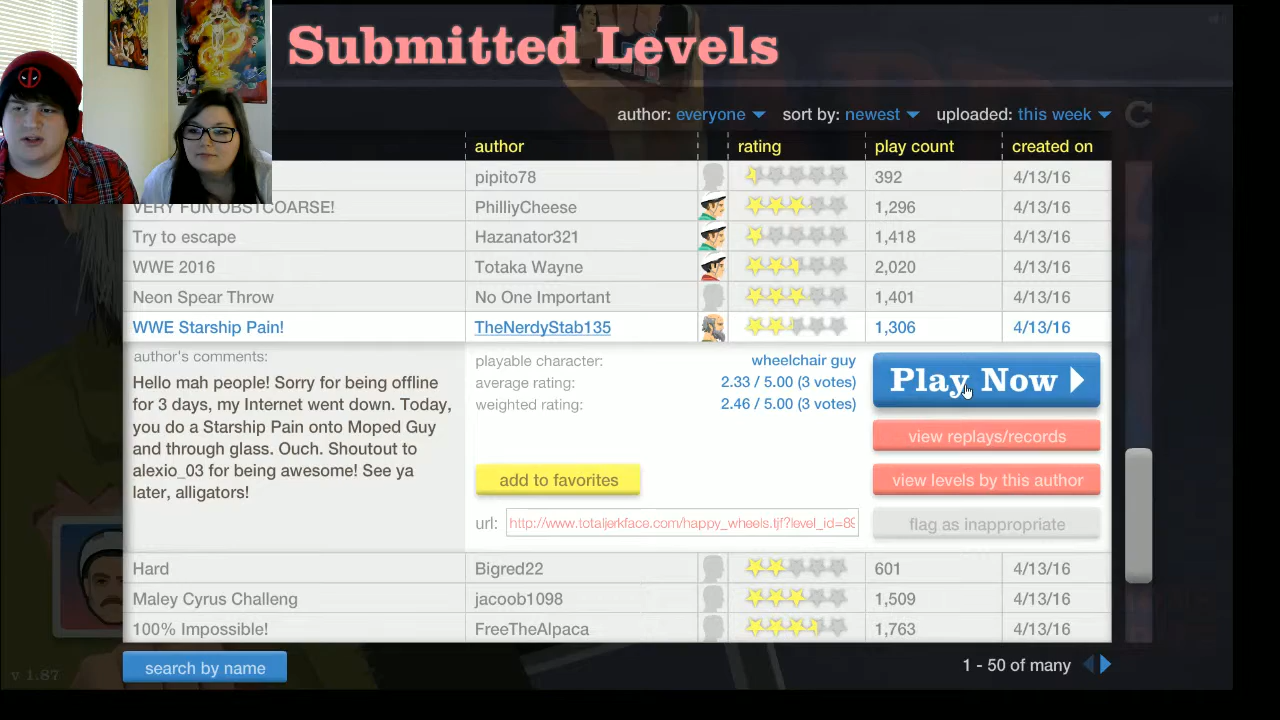 Submitted Levels
author: everyone sort by: newest uploaded: this week
author rating play count created on
pipito78 392 4/13/16
VERY FUN OBSTCOARSE! PhilliyCheese 1,296 4/13/16
Try to escape Hazanator321 1,418 4/13/16
WWE 2016 Totaka Wayne 2,020 4/13/16
Neon Spear Throw No One Important 1,401 4/13/16
WWE Starship Pain! TheNerdyStab135 1,306 4/13/16
author's comments:
Hello mah people! Sorry for being offline
for 3 days, my Internet went down. Today,
you do a Starship Pain onto Moped Guy
and through glass. Ouch. Shoutout to
alexio_03 for being awesome! See ya
later, alligators!
playable character: wheelchair guy
average rating: 2.33 / 5.00 (3 votes)
weighted rating: 2.46 / 5.00 (3 votes)
add to favorites
url: http://www.totaljerkface.com/happy_wheels.tjf?level_id=89
Play Now
view replays/records
view levels by this author
flag as inappropriate
Hard Bigred22 601 4/13/16
Maley Cyrus Challeng jacoob1098 1,509 4/13/16
100% Impossible! FreeTheAlpaca 1,763 4/13/16
search by name 1 - 50 of many
v 1.87